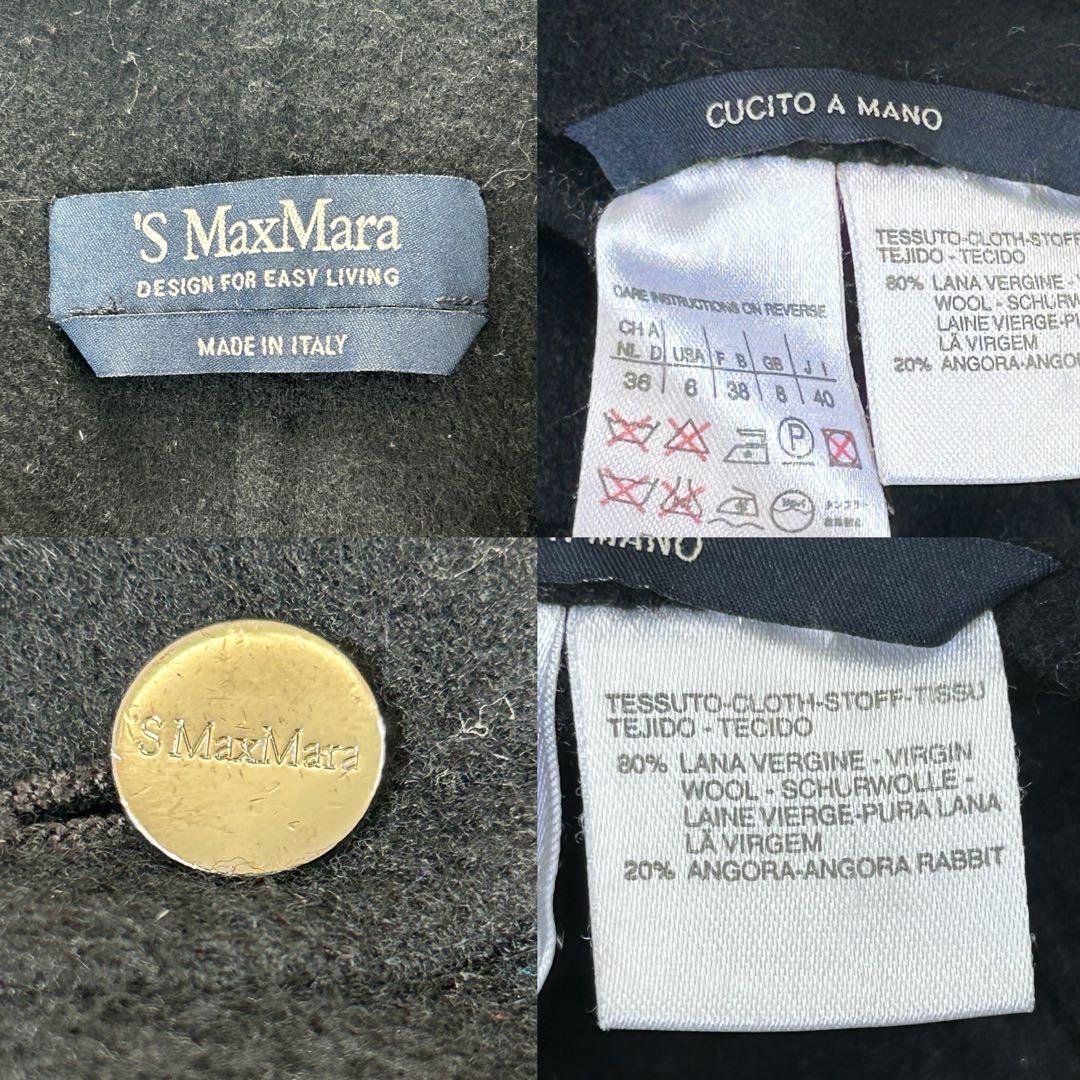 'S MaxMara
DESIGN FOR EASY LIVING
MADE IN ITALY
CUCITO A MANO
CARE INSTRUCTIONS ON REVERSE
CH A
NL D USA F B GB J I
36 6 38 8 40
P
TESSUTO-CLOTH-STOFF
TEJIDO - TECIDO
80% LANA VERGINE -
WOOL - SCHURW
LAINE VIERGE-PU
LÃ VIRGEM
20% ANGORA-ANGO
'S MaxMara
MANO
TESSUTO-CLOTH-STOFF-TISSU
TEJIDO - TECIDO
80% LANA VERGINE - VIRGIN
WOOL - SCHURWOLLE -
LAINE VIERGE-PURA LANA
LÃ VIRGEM
20% ANGORA-ANGORA RABBIT